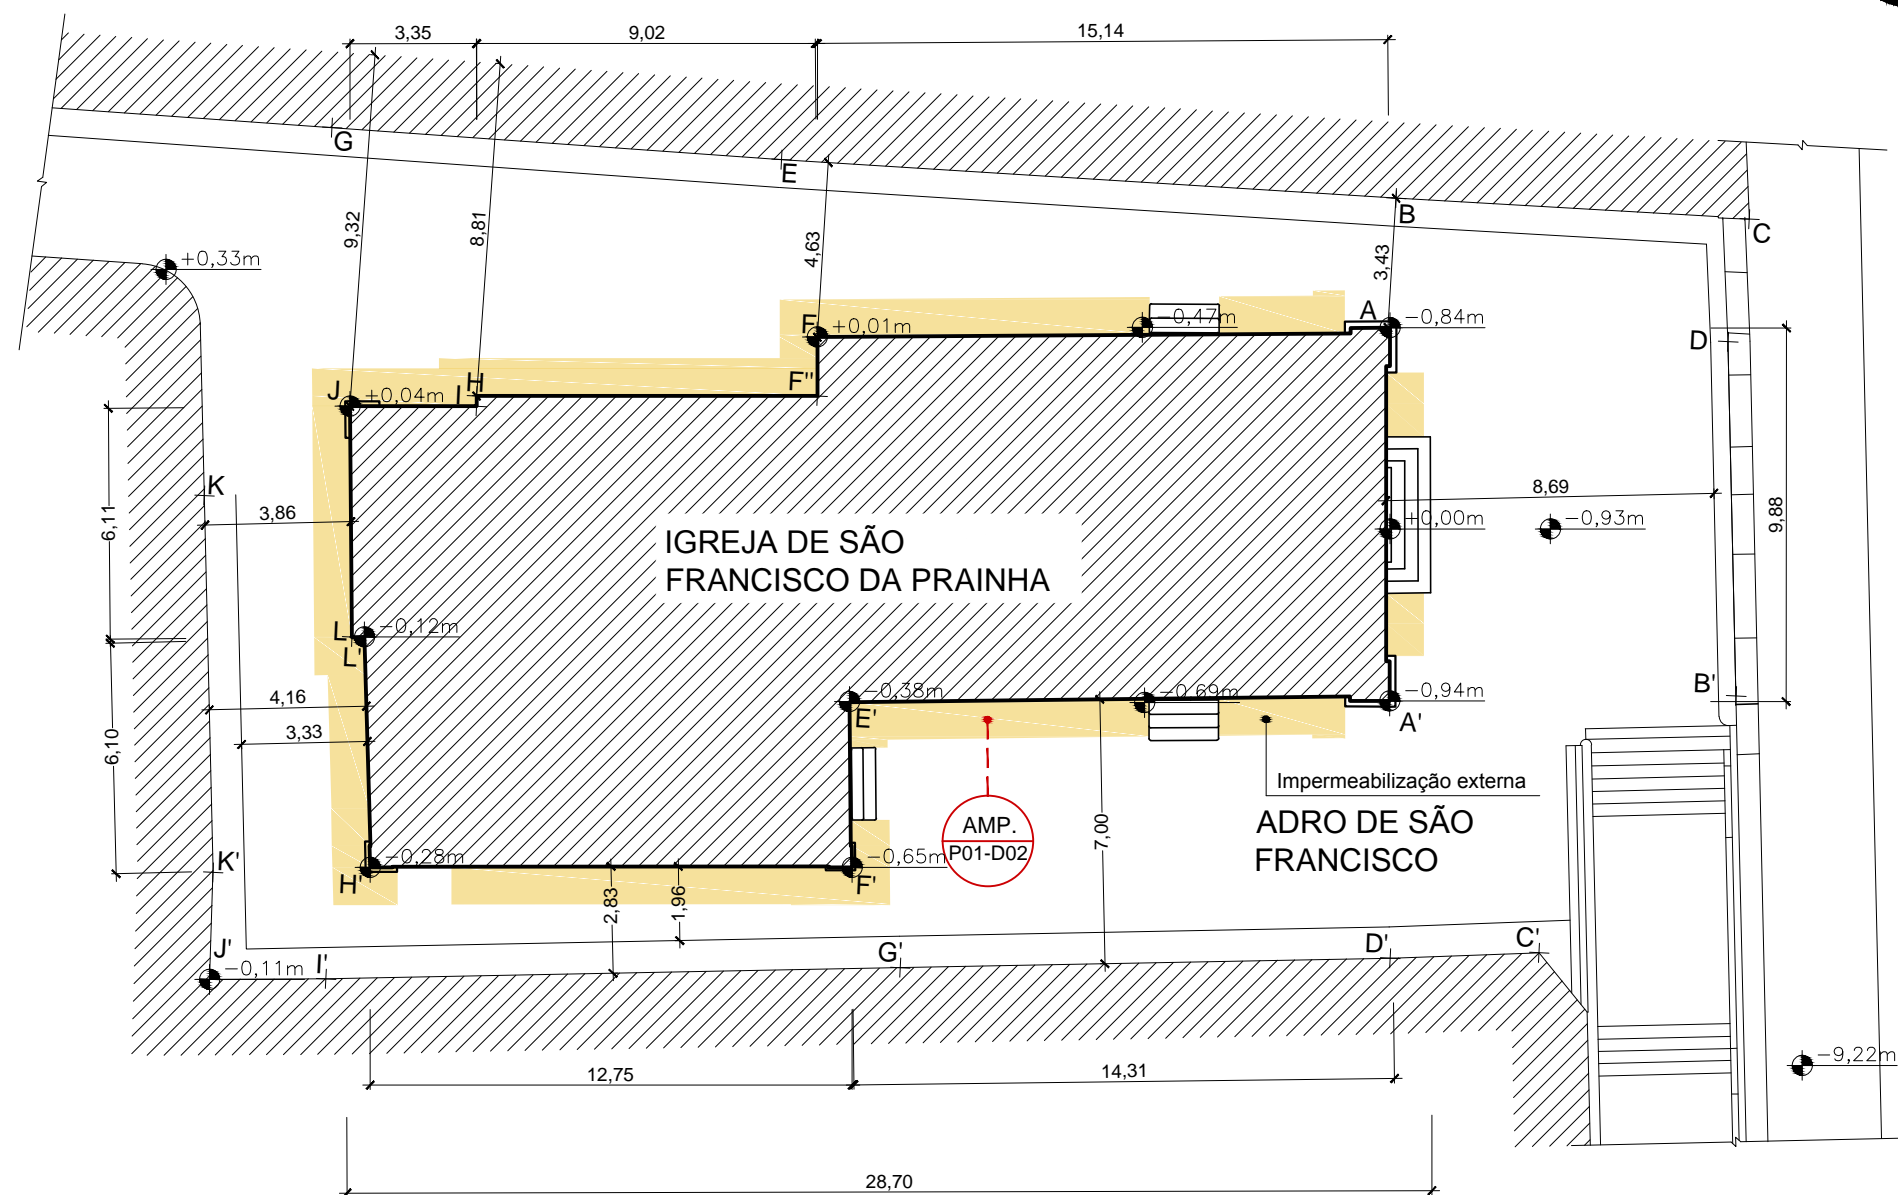 3,35
9,02
15,14
G
E
B
C
9,32
8,81
4,63
3,43
+0,33m
F
+0,01m
-0,47m
A
-0,84m
D
J
+0,04m
I
H
F"
K
3,86
6,11
8,69
9,88
+0,00m
-0,93m
IGREJA DE SÃO
FRANCISCO DA PRAINHA
L
-0,12m
L'
4,16
3,33
6,10
-0,38m
E'
-0,69m
-0,94m
A'
B'
Impermeabilização externa
ADRO DE SÃO
FRANCISCO
AMP.
P01-D02
7,00
K'
H'
-0,28m
-0,65m
F'
2,83
1,96
J'
-0,11m
I'
G'
D'
C'
12,75
14,31
-9,22m
28,70